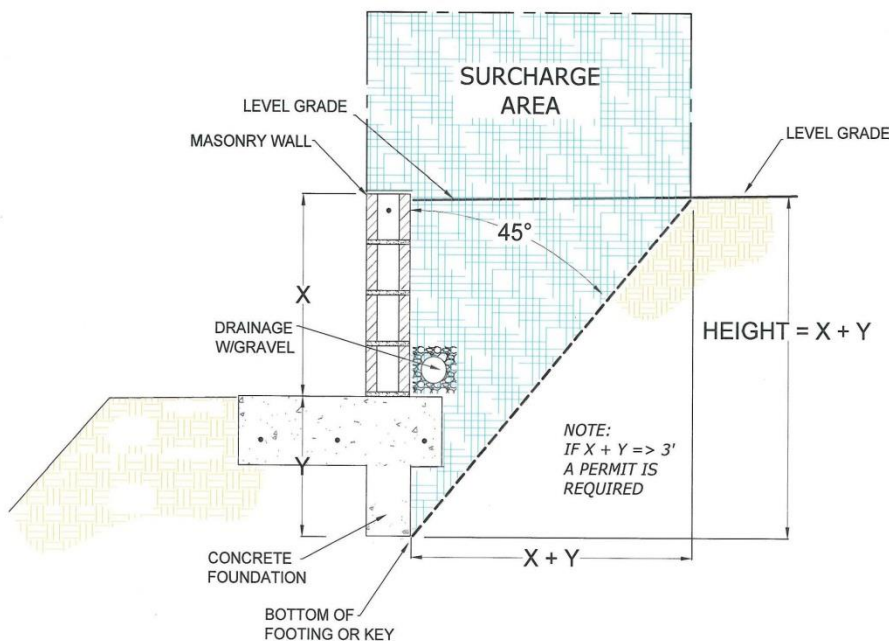 SURCHARGE
AREA
LEVEL GRADE
LEVEL GRADE
MASONRY WALL
45°
X
DRAINAGE
W/GRAVEL
HEIGHT = X + Y
NOTE:
IF X + Y => 3'
A PERMIT IS
REQUIRED
Y
CONCRETE
FOUNDATION
X + Y
BOTTOM OF
FOOTING OR KEY